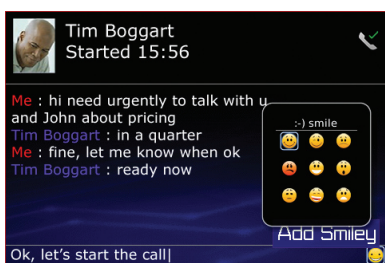 Tim Boggart
Started 15:56
Me : hi need urgently to talk with u
and John about pricing
Tim Boggart : in a quarter
Me : fine, let me know when ok
Tim Boggart : ready now
:-) smile
Add Smiley
Ok, let's start the call